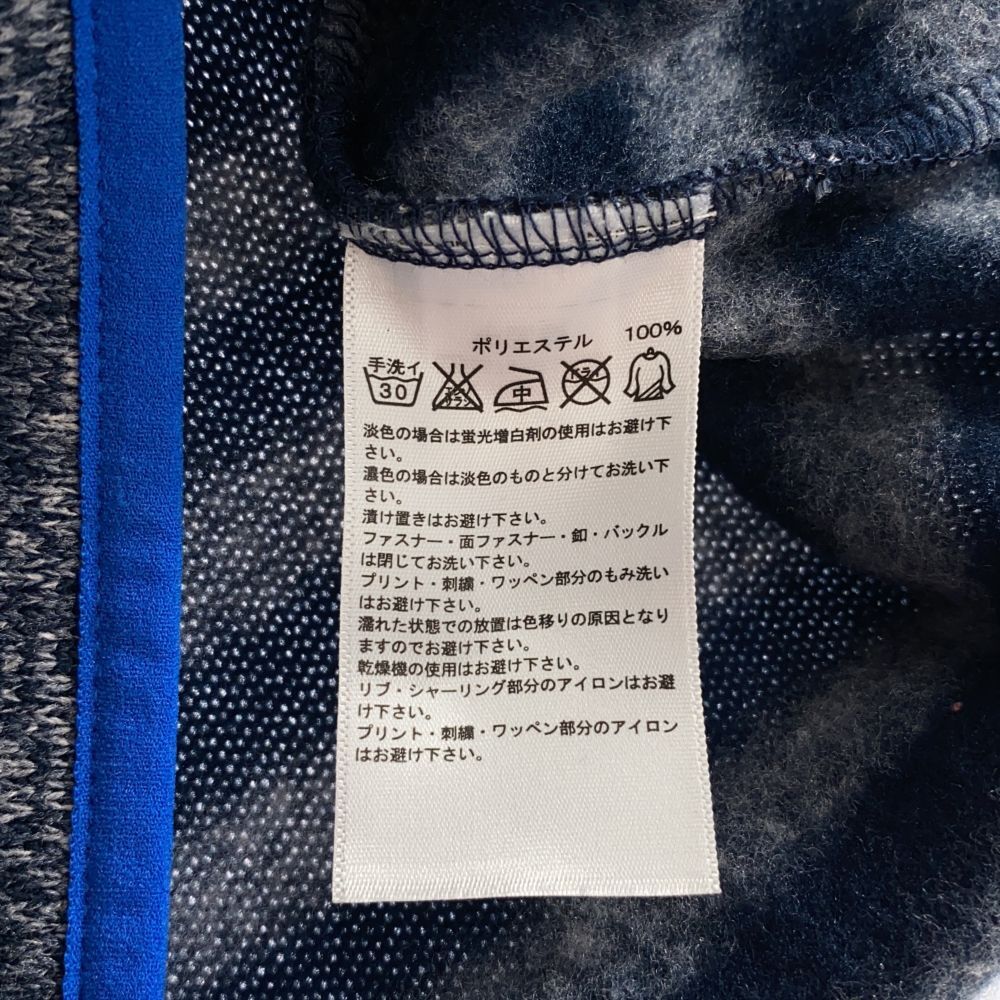 ポリエステル 100%
手洗イ
30 エンソ サラシ 中 ドライ
淡色の場合は蛍光増白剤の使用はお避け下
さい。
濃色の場合は淡色のものと分けてお洗い下
さい。
漬け置きはお避け下さい。
ファスナー・面ファスナー・釦・バックル
は閉じてお洗い下さい。
プリント・刺繍・ワッペン部分のもみ洗い
はお避け下さい。
濡れた状態での放置は色移りの原因となり
ますのでお避け下さい。
乾燥機の使用はお避け下さい。
リブ・シャーリング部分のアイロンはお避
け下さい。
プリント・刺繍・ワッペン部分のアイロン
はお避け下さい。